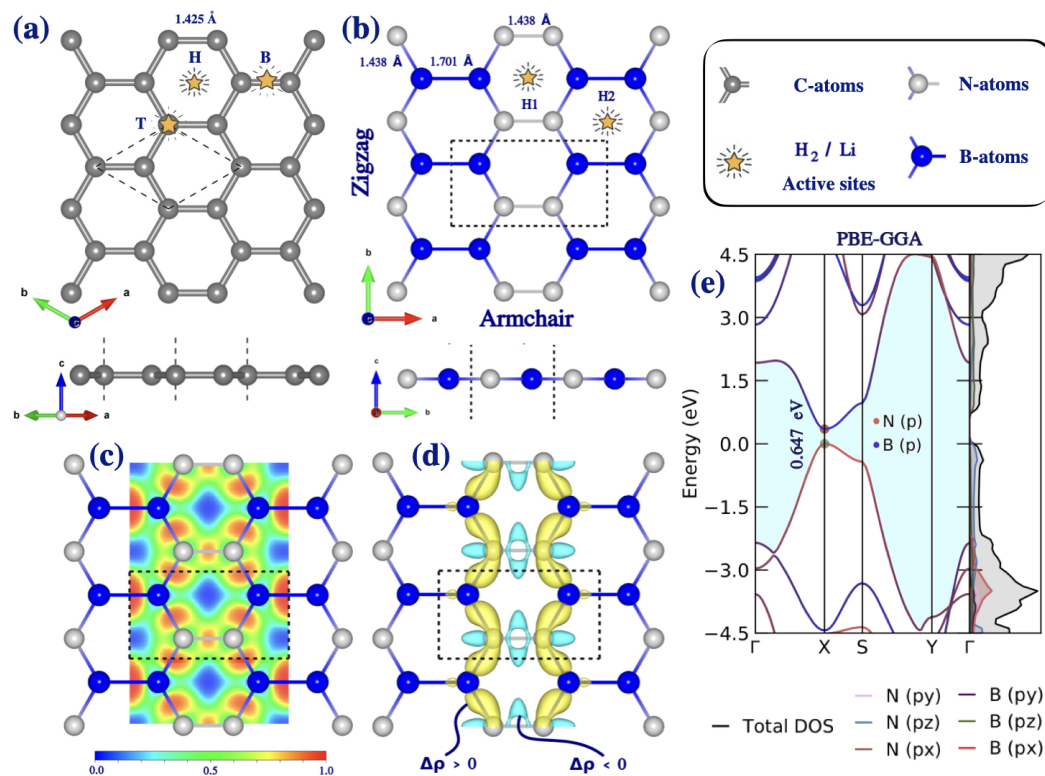 (a)
1.425 Å
H
B
T
b
a
c
b
a
(b)
1.438 Å
1.438 Å
1.701 Å
H1
H2
Zigzag
b
a
Armchair
c
b
C-atoms
N-atoms
H₂ / Li
Active sites
B-atoms
(c)
0.0
0.5
1.0
(d)
Δρ > 0
Δρ < 0
(e)
PBE-GGA
Energy (eV)
4.5
3.0
1.5
0.0
−1.5
−3.0
−4.5
0.647 eV
N (p)
B (p)
Γ
X
S
Y
Γ
Total DOS
N (py)
N (pz)
N (px)
B (py)
B (pz)
B (px)